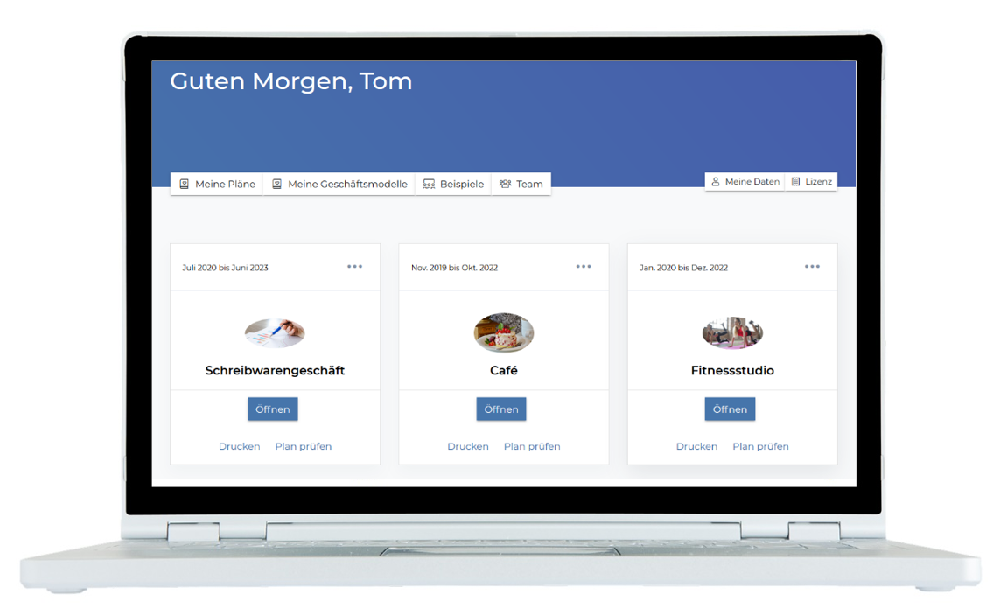 Guten Morgen, Tom
Meine Pläne Meine Geschäftsmodelle Beispiele Team Meine Daten Lizenz
Juli 2020 bis Juni 2023 Nov. 2019 bis Okt. 2022 Jan. 2020 bis Dez. 2022
Schreibwarengeschäft Café Fitnessstudio
Öffnen Öffnen Öffnen
Drucken Plan prüfen Drucken Plan prüfen Drucken Plan prüfen